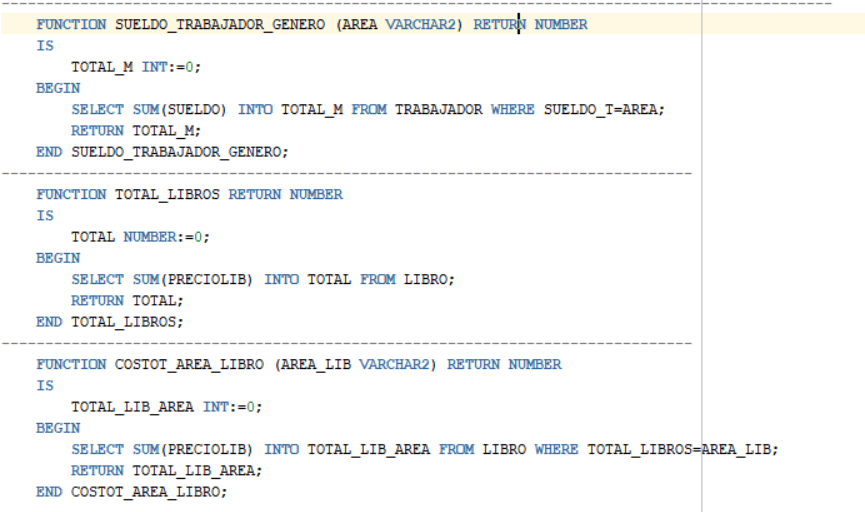 FUNCTION SUELDO_TRABAJADOR_GENERO (AREA VARCHAR2) RETURN NUMBER
IS
TOTAL_M INT:=0;
BEGIN
SELECT SUM(SUELDO) INTO TOTAL_M FROM TRABAJADOR WHERE SUELDO_T=AREA;
RETURN TOTAL_M;
END SUELDO_TRABAJADOR_GENERO;
FUNCTION TOTAL_LIBROS RETURN NUMBER
IS
TOTAL NUMBER:=0;
BEGIN
SELECT SUM(PRECIOLIB) INTO TOTAL FROM LIBRO;
RETURN TOTAL;
END TOTAL_LIBROS;
FUNCTION COSTOT_AREA_LIBRO (AREA_LIB VARCHAR2) RETURN NUMBER
IS
TOTAL_LIB_AREA INT:=0;
BEGIN
SELECT SUM(PRECIOLIB) INTO TOTAL_LIB_AREA FROM LIBRO WHERE TOTAL_LIBROS=AREA_LIB;
RETURN TOTAL_LIB_AREA;
END COSTOT_AREA_LIBRO;